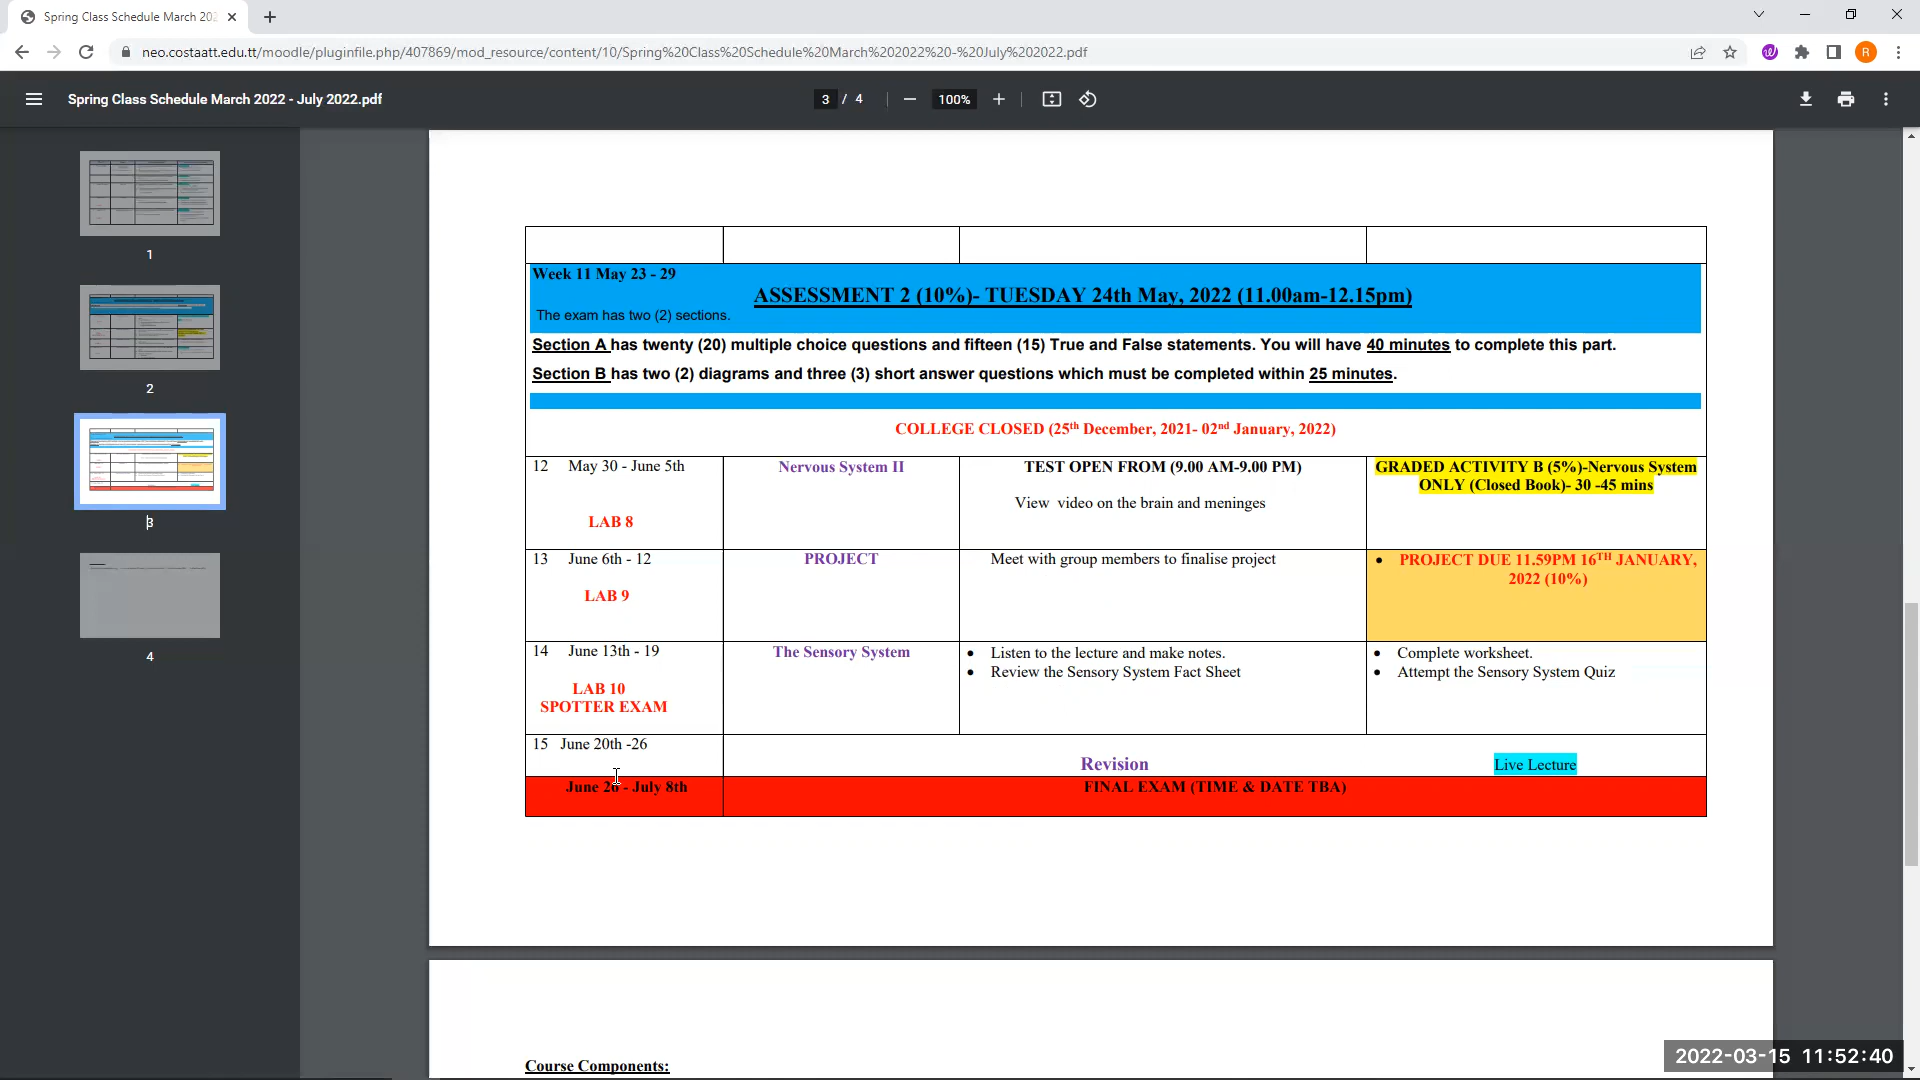 Spring Class Schedule March 202
neo.costaatt.edu.tt/moodle/pluginfile.php/407869/mod_resource/content/10/Spring%20Class%20Schedule%20March%202022%20-%20July%202022.pdf
R
Spring Class Schedule March 2022 - July 2022.pdf
3 / 4
100%
1
2
3
4
Week 11 May 23 - 29
ASSESSMENT 2 (10%)- TUESDAY 24th May, 2022 (11.00am-12.15pm)
The exam has two (2) sections.
Section A has twenty (20) multiple choice questions and fifteen (15) True and False statements. You will have 40 minutes to complete this part.
Section B has two (2) diagrams and three (3) short answer questions which must be completed within 25 minutes.
COLLEGE CLOSED (25th December, 2021- 02nd January, 2022)
12 May 30 - June 5th
LAB 8
Nervous System II
TEST OPEN FROM (9.00 AM-9.00 PM)
View video on the brain and meninges
GRADED ACTIVITY B (5%)-Nervous System
ONLY (Closed Book)- 30 -45 mins
13 June 6th - 12
LAB 9
PROJECT
Meet with group members to finalise project
• PROJECT DUE 11.59PM 16TH JANUARY,
2022 (10%)
14 June 13th - 19
LAB 10
SPOTTER EXAM
The Sensory System
• Listen to the lecture and make notes.
• Review the Sensory System Fact Sheet
• Complete worksheet.
• Attempt the Sensory System Quiz
15 June 20th -26
Revision
Live Lecture
June 26 - July 8th
FINAL EXAM (TIME & DATE TBA)
Course Components:
2022-03-15 11:52:40